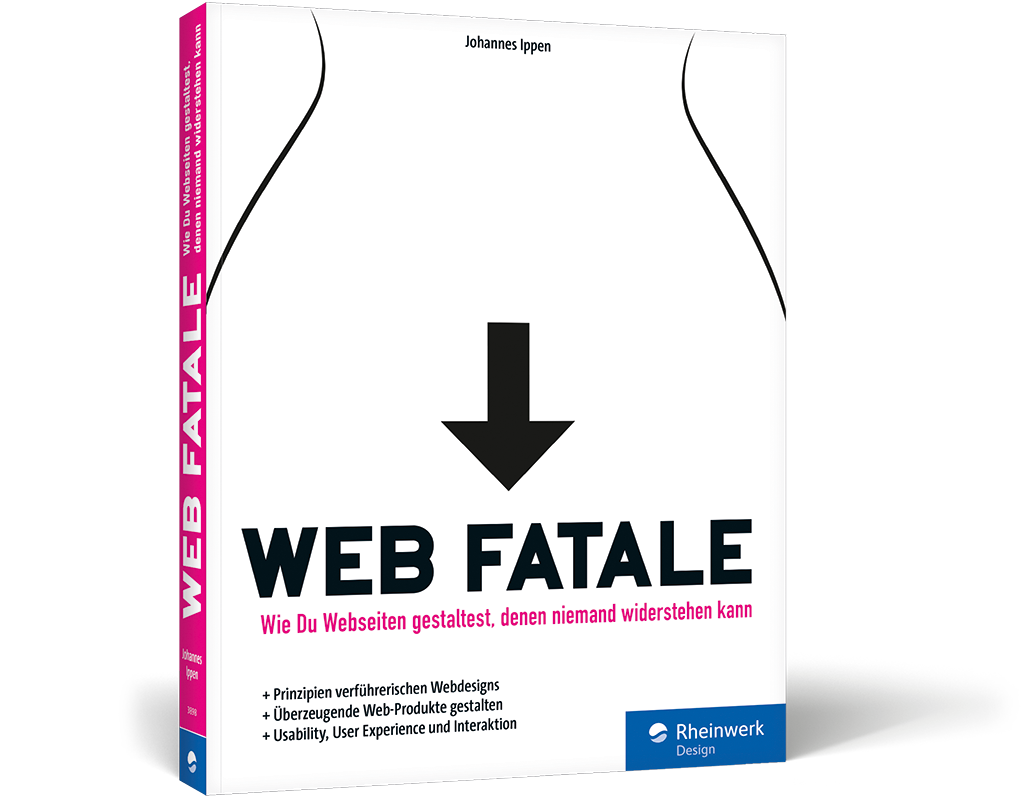 Johannes Ippen
WEB FATALE
Wie Du Webseiten gestaltest, denen niemand widerstehen kann
+ Prinzipien verführerischen Webdesigns
+ Überzeugende Web-Produkte gestalten
+ Usability, User Experience und Interaktion
Rheinwerk
Design
Wie Du Webseiten gestaltest,
denen niemand widerstehen kann
WEB FATALE
Johannes
Ippen